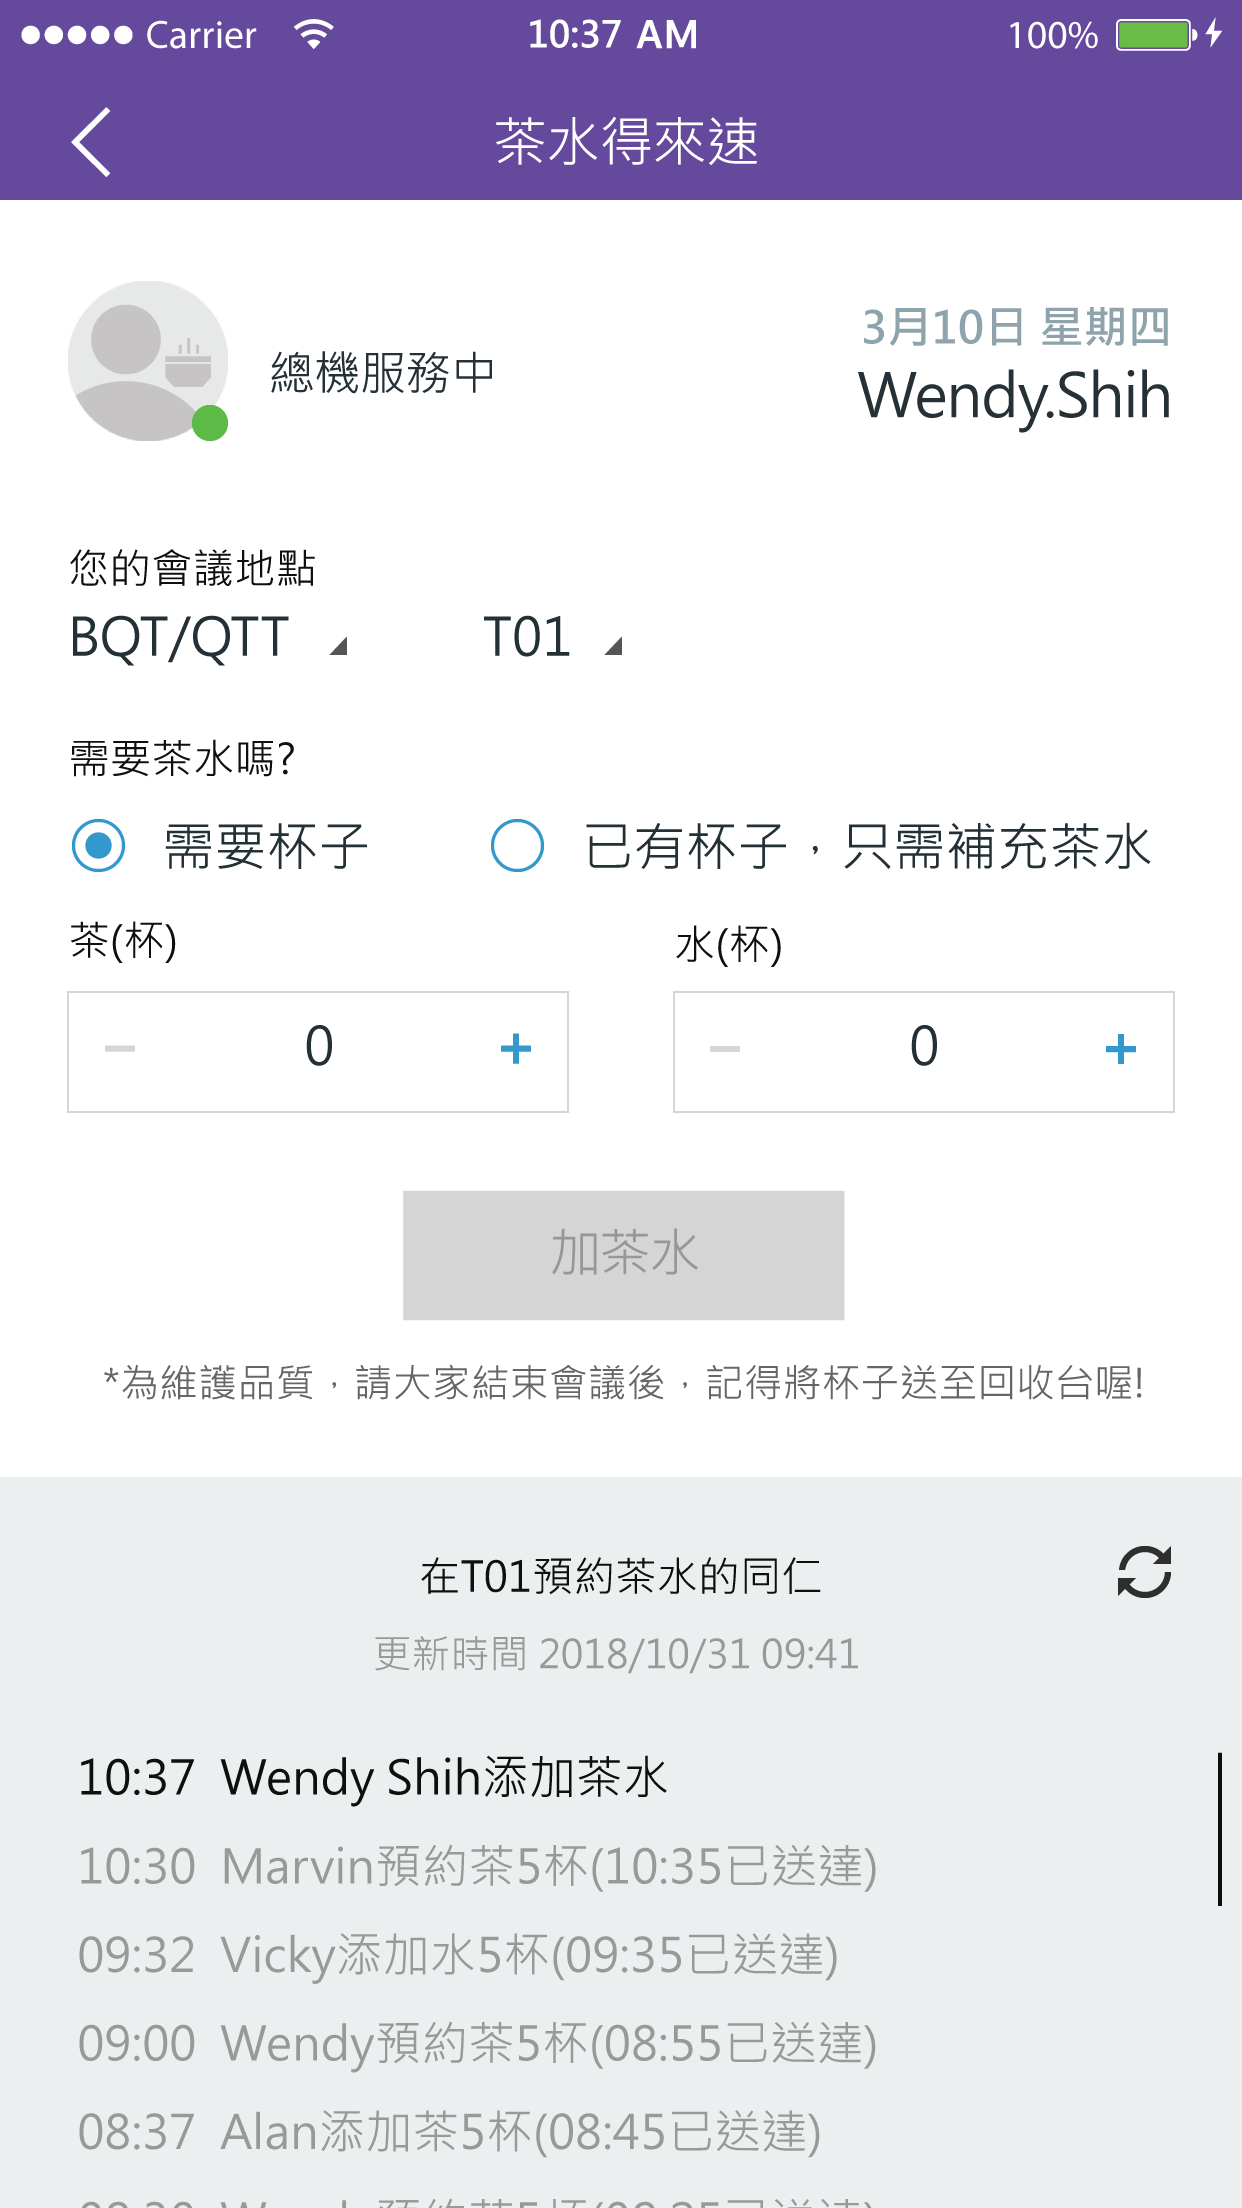 Carrier 10:37 AM 100%
茶水得來速
總機服務中
3月10日 星期四
Wendy.Shih
您的會議地點
BQT/QTT T01
需要茶水嗎?
需要杯子 已有杯子，只需補充茶水
茶(杯) 水(杯)
− 0 + − 0 +
加茶水
*為維護品質，請大家結束會議後，記得將杯子送至回收台喔!
在T01預約茶水的同仁
更新時間 2018/10/31 09:41
10:37 Wendy Shih添加茶水
10:30 Marvin預約茶5杯(10:35已送達)
09:32 Vicky添加水5杯(09:35已送達)
09:00 Wendy預約茶5杯(08:55已送達)
08:37 Alan添加茶5杯(08:45已送達)